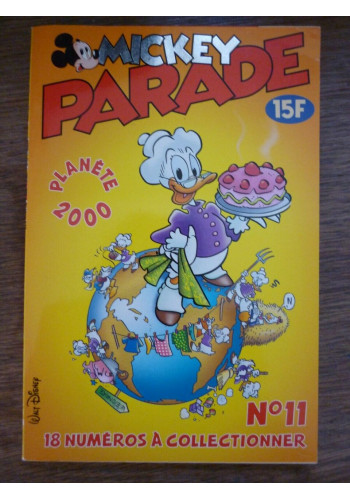 MICKEY
PARADE
15F
PLANÈTE
2000
N
N°11
WALT DISNEY
18 NUMÉROS À COLLECTIONNER